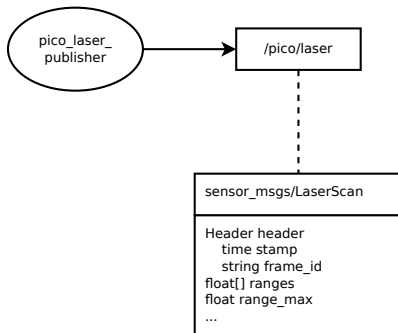 pico_laser_
publisher
/pico/laser
sensor_msgs/LaserScan
Header header
time stamp
string frame_id
float[] ranges
float range_max
...